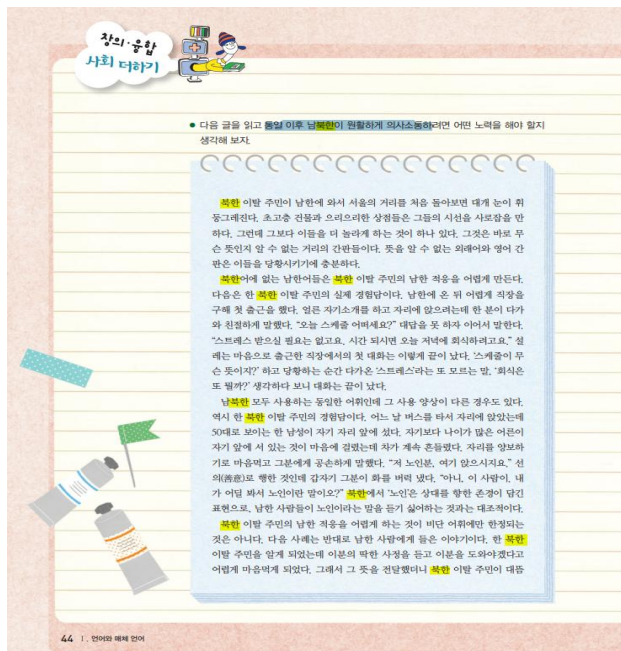 창의·융합
사회 더하기
● 다음 글을 읽고 통일 이후 남북한이 원활하게 의사소통하려면 어떤 노력을 해야 할지
생각해 보자.
북한 이탈 주민이 남한에 와서 서울의 거리를 처음 돌아보면 대개 눈이 휘
둥그레진다. 초고층 건물과 으리으리한 상점들은 그들의 시선을 사로잡을 만
하다. 그런데 그보다 이들을 더 놀라게 하는 것이 하나 있다. 그것은 바로 무
슨 뜻인지 알 수 없는 거리의 간판들이다. 뜻을 알 수 없는 외래어와 영어 간
판은 이들을 당황시키기에 충분하다.
북한어에 없는 남한어들은 북한 이탈 주민의 남한 적응을 어렵게 만든다.
다음은 한 북한 이탈 주민의 실제 경험담이다. 남한에 온 뒤 어렵게 직장을
구해 첫 출근을 했다. 얼른 자기소개를 하고 자리에 앉으려는데 한 분이 다가
와 친절하게 말했다. “오늘 스케줄 어떠세요?” 대답을 못 하자 이어서 말한다.
“스트레스 받으실 필요는 없고요. 시간 되시면 오늘 저녁에 회식하려고요.” 설
레는 마음으로 출근한 직장에서의 첫 대화는 이렇게 끝이 났다. ‘스케줄이 무
슨 뜻이지?’ 하고 당황하는 순간 다가온 ‘스트레스’라는 또 모르는 말. ‘회식은
또 뭘까?’ 생각하다 보니 대화는 끝이 났다.
남북한 모두 사용하는 동일한 어휘인데 그 사용 양상이 다른 경우도 있다.
역시 한 북한 이탈 주민의 경험담이다. 어느 날 버스를 타서 자리에 앉았는데
50대로 보이는 한 남성이 자기 자리 앞에 섰다. 자기보다 나이가 많은 어른이
자기 앞에 서 있는 것이 마음에 걸렸는데 차가 계속 흔들렸다. 자리를 양보하
기로 마음먹고 그분에게 공손하게 말했다. “저 노인분, 여기 앉으시지요.” 선
의(善意)로 행한 것인데 갑자기 그분이 화를 버럭 냈다. “아니, 이 사람이, 내
가 어딜 봐서 노인이란 말이오?” 북한에서 ‘노인’은 상대를 향한 존경이 담긴
표현으로, 남한 사람들이 노인이라는 말을 듣기 싫어하는 것과는 대조적이다.
북한 이탈 주민의 남한 적응을 어렵게 하는 것이 비단 어휘에만 한정되는
것은 아니다. 다음 사례는 반대로 남한 사람에게 들은 이야기이다. 한 북한
이탈 주민을 알게 되었는데 이분의 딱한 사정을 듣고 이분을 도와야겠다고
어렵게 마음먹게 되었다. 그래서 그 뜻을 전달했더니 북한 이탈 주민이 대뜸
44 Ⅰ. 언어와 매체 언어